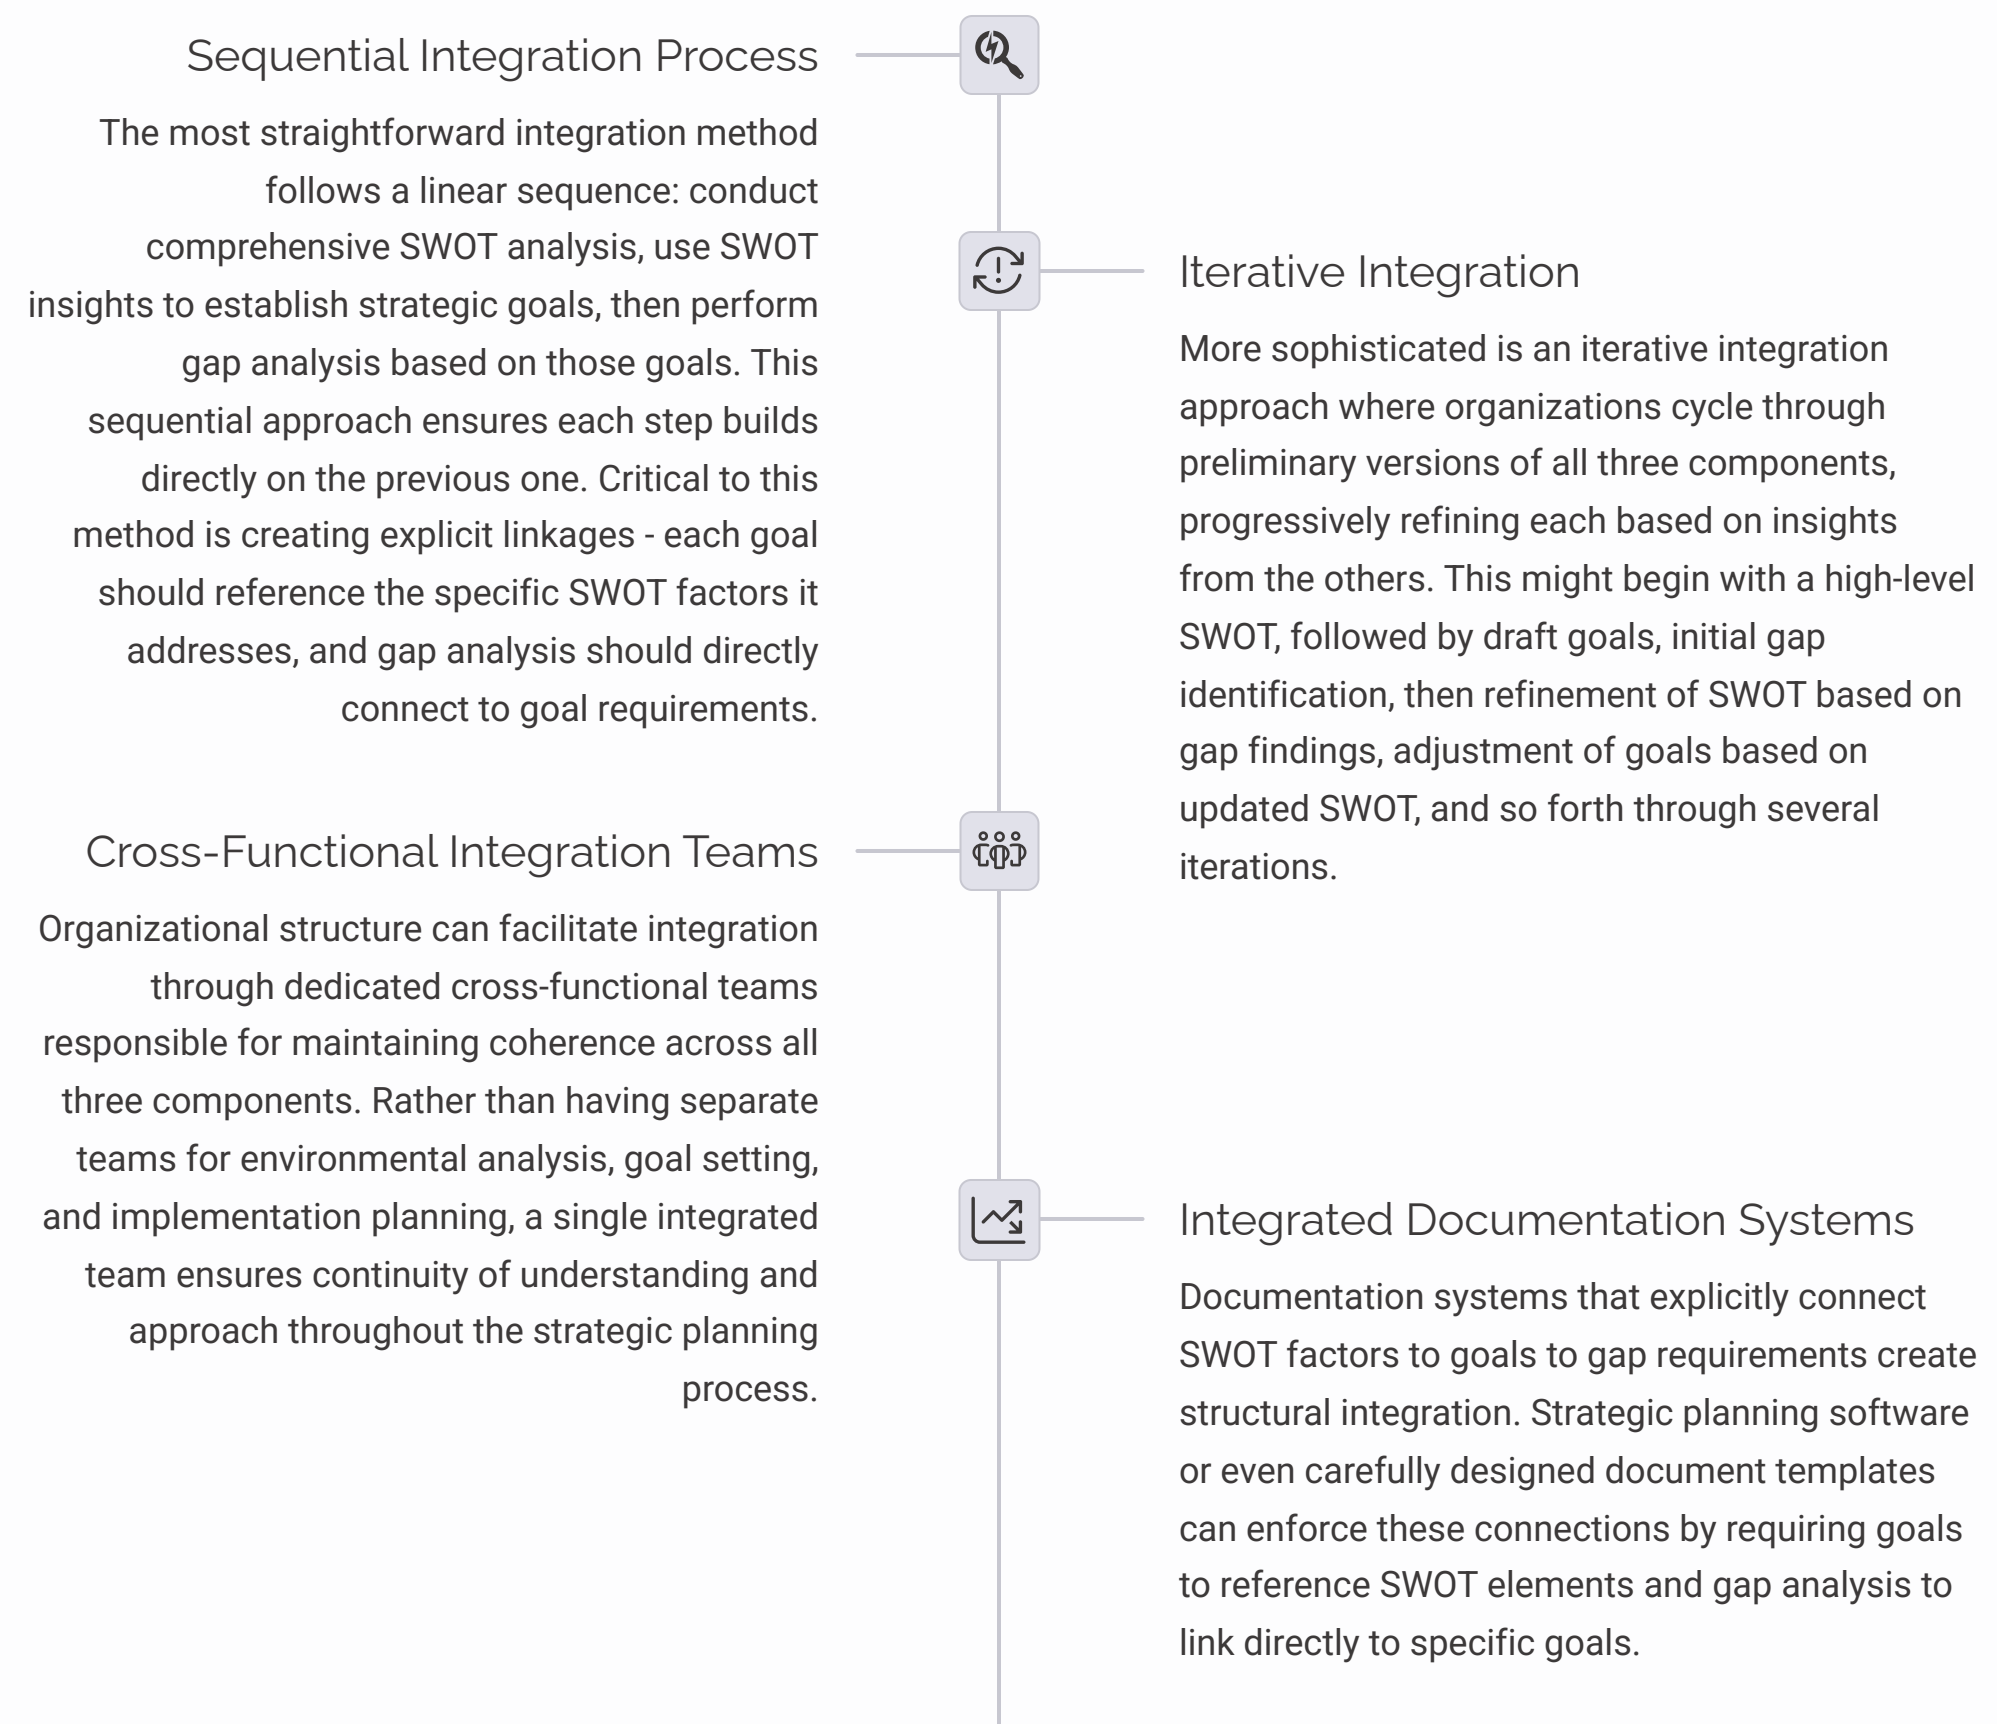 Sequential Integration Process
The most straightforward integration method
follows a linear sequence: conduct
comprehensive SWOT analysis, use SWOT
insights to establish strategic goals, then perform
gap analysis based on those goals. This
sequential approach ensures each step builds
directly on the previous one. Critical to this
method is creating explicit linkages - each goal
should reference the specific SWOT factors it
addresses, and gap analysis should directly
connect to goal requirements.
Iterative Integration
More sophisticated is an iterative integration
approach where organizations cycle through
preliminary versions of all three components,
progressively refining each based on insights
from the others. This might begin with a high-level
SWOT, followed by draft goals, initial gap
identification, then refinement of SWOT based on
gap findings, adjustment of goals based on
updated SWOT, and so forth through several
iterations.
Cross-Functional Integration Teams
Organizational structure can facilitate integration
through dedicated cross-functional teams
responsible for maintaining coherence across all
three components. Rather than having separate
teams for environmental analysis, goal setting,
and implementation planning, a single integrated
team ensures continuity of understanding and
approach throughout the strategic planning
process.
Integrated Documentation Systems
Documentation systems that explicitly connect
SWOT factors to goals to gap requirements create
structural integration. Strategic planning software
or even carefully designed document templates
can enforce these connections by requiring goals
to reference SWOT elements and gap analysis to
link directly to specific goals.